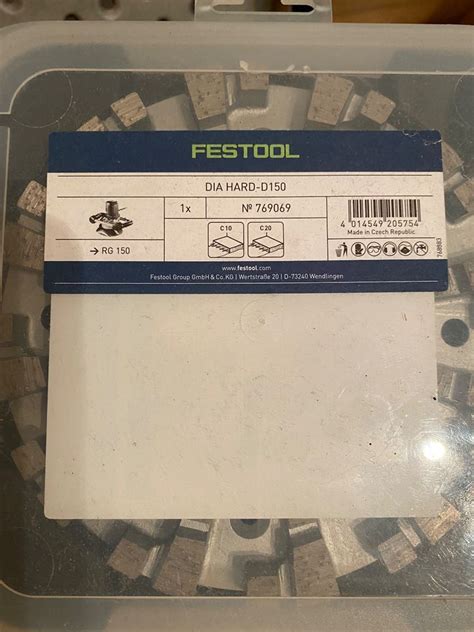 FESTOOL
DIA HARD-D150
1x
№ 769069
4 014549 205754
Made in Czech Republic
C10
C20
→ RG 150
www.festool.com
Festool Group GmbH & Co. KG | Wertstraße 20 | D-73240 Wendlingen